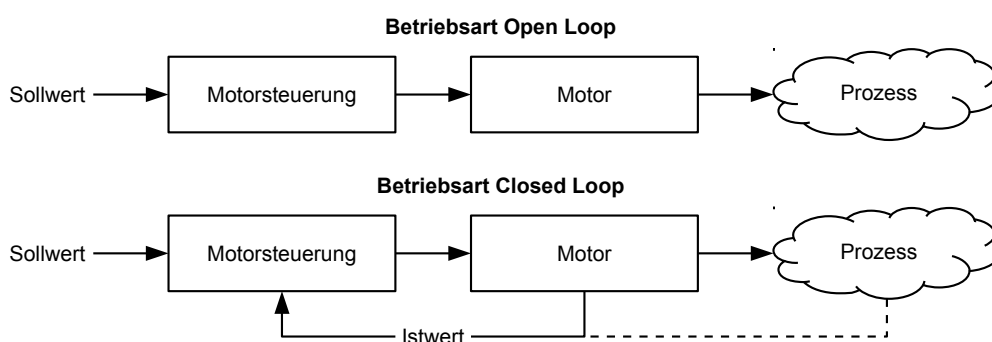 Betriebsart Open Loop
Sollwert
Motorsteuerung
Motor
Prozess
Betriebsart Closed Loop
Sollwert
Motorsteuerung
Motor
Prozess
Istwert